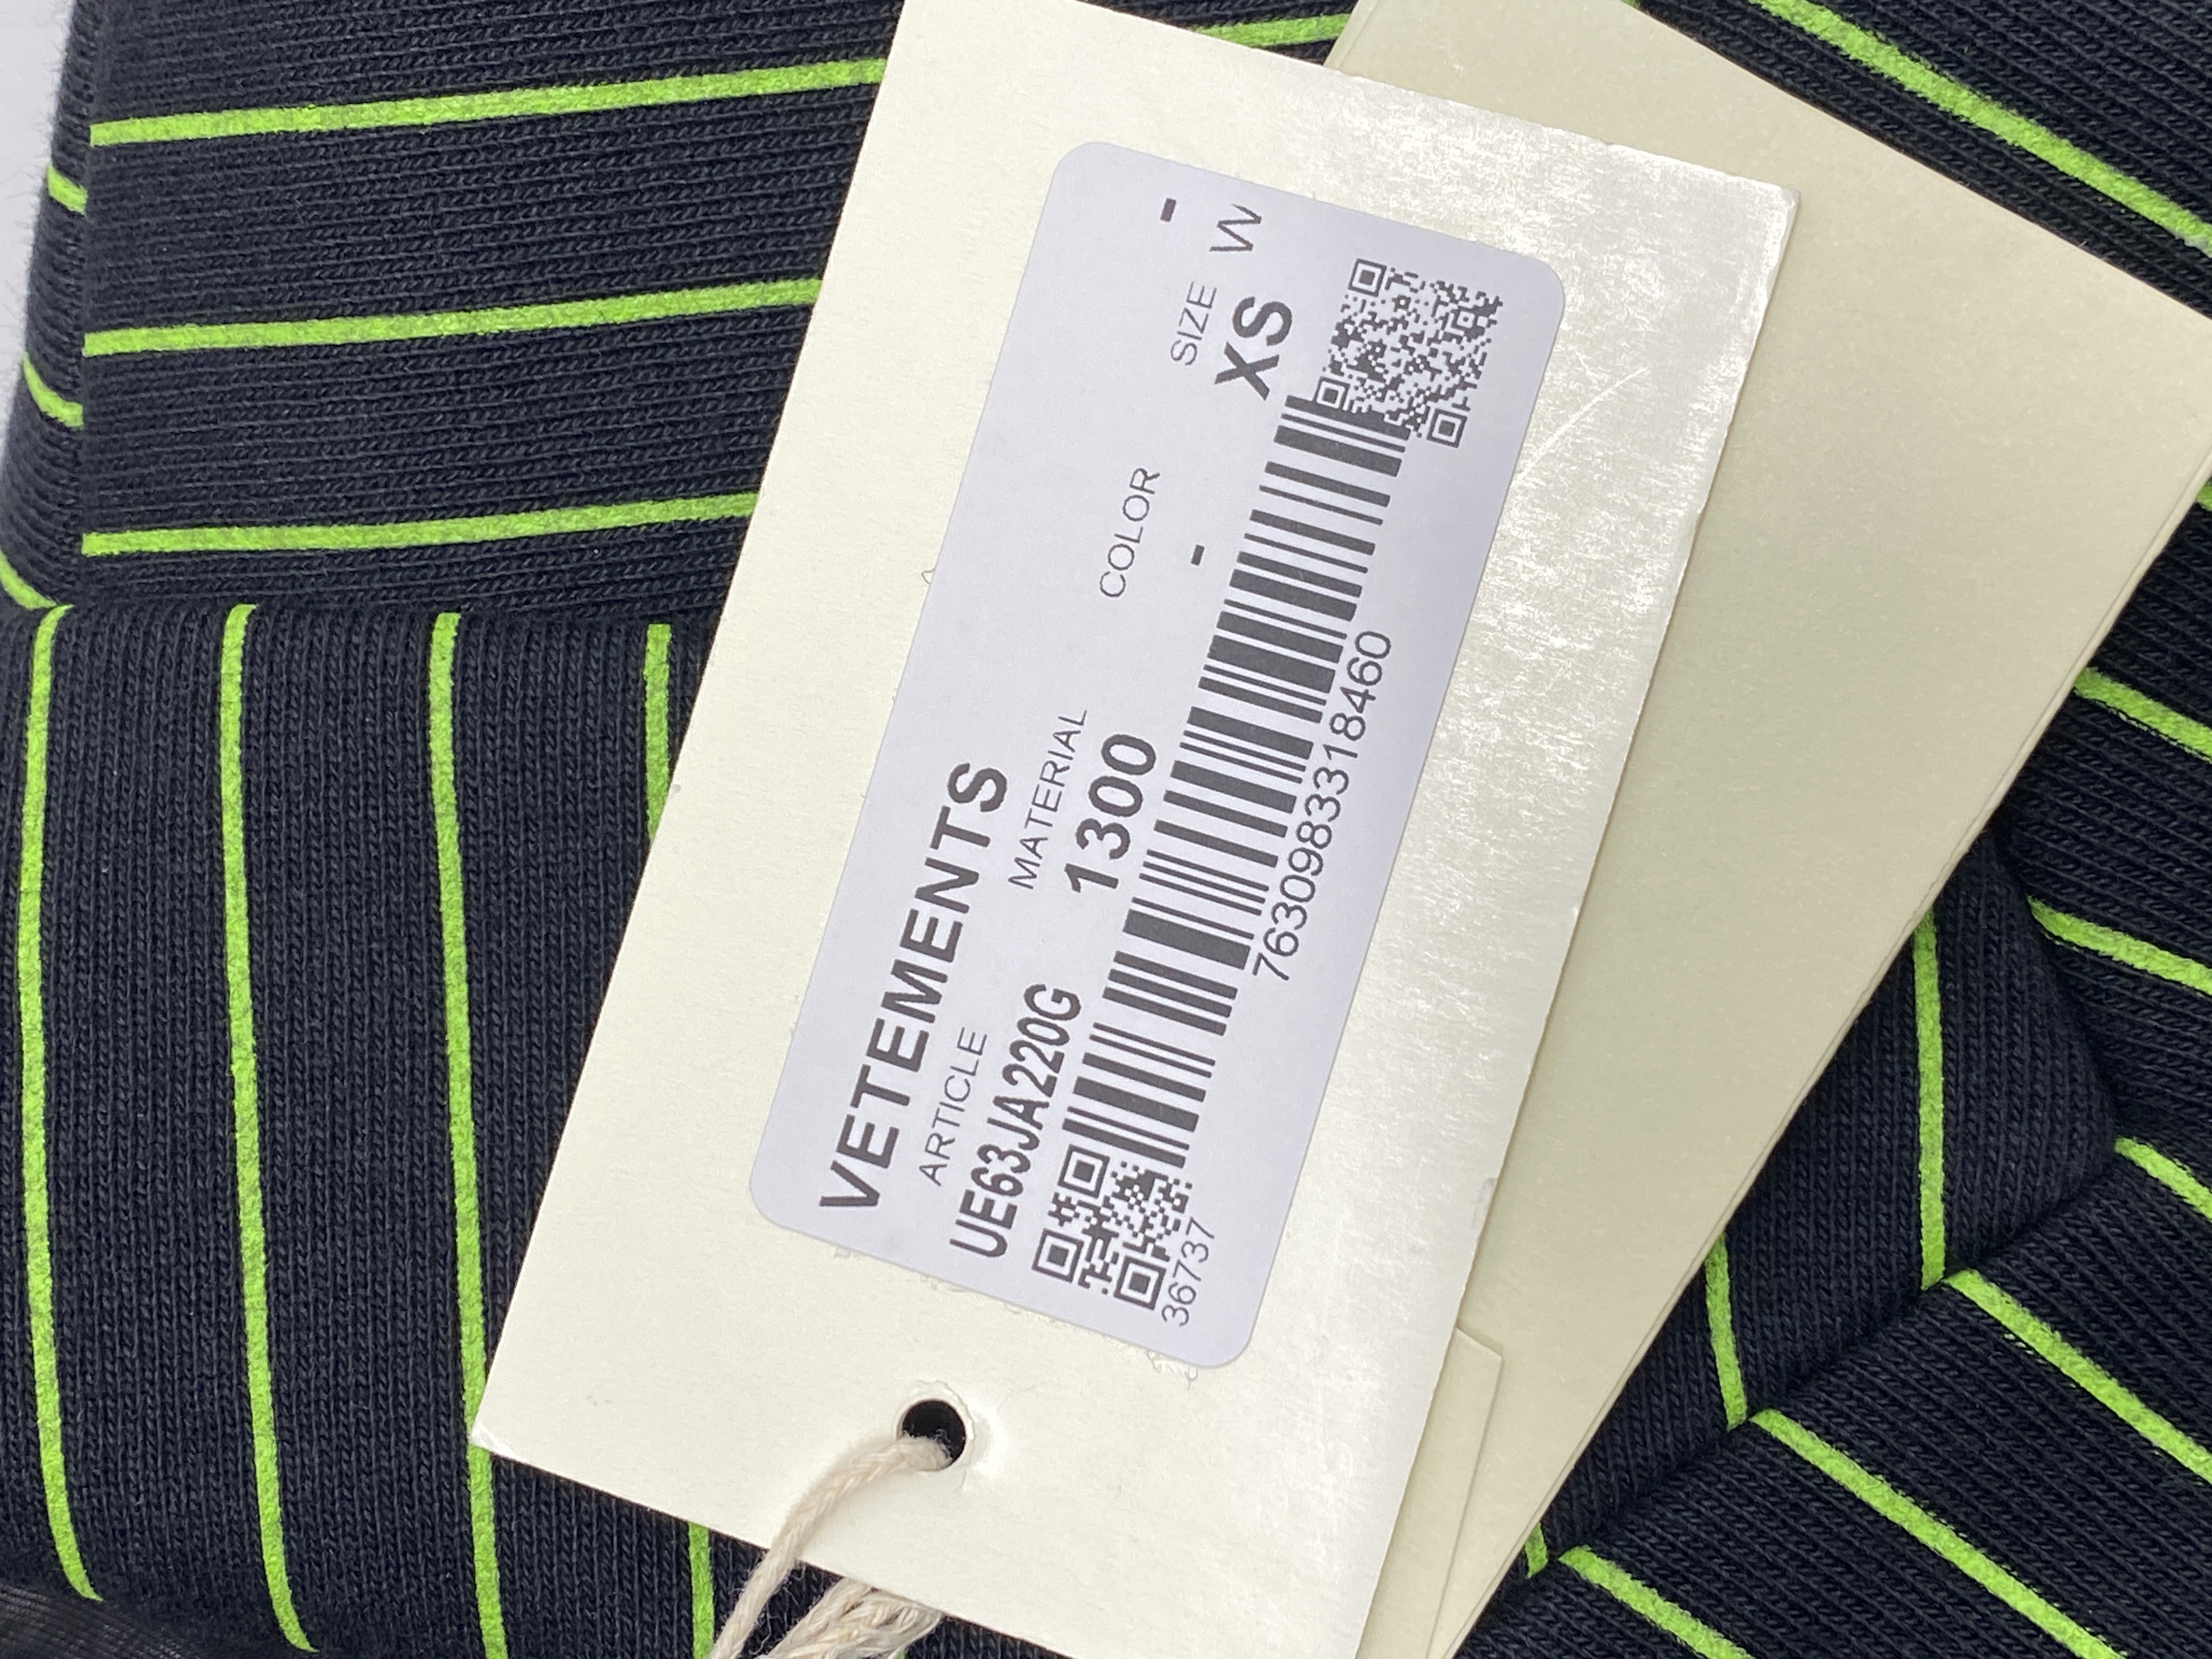 VETEMENTS -
ARTICLE MATERIAL COLOR SIZE W
UE63JA220G 1300 - XS
7630983318460
36737